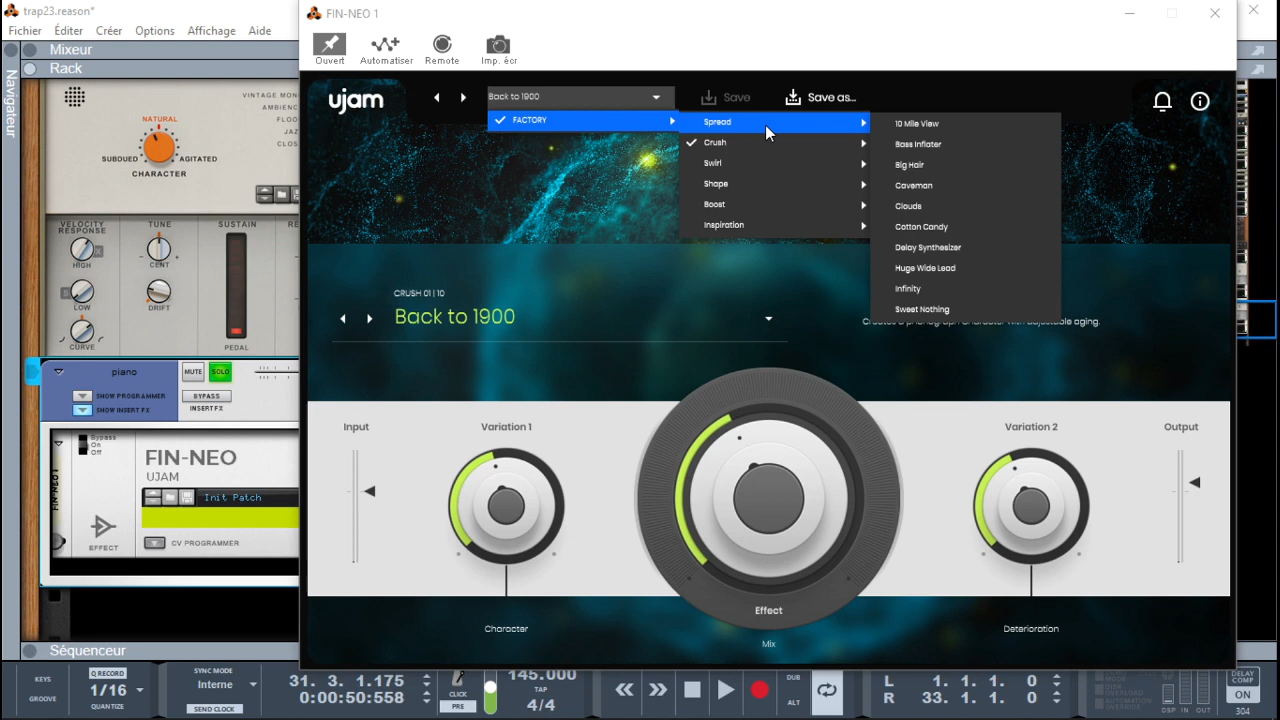 trap23.reason*
Fichier Éditer Créer Options Affichage Aide
Mixeur
Rack
Navigateur
NATURAL
SUBDUED
AGITATED
CHARACTER
VINTAGE MON
AMBIENC
FLOO
JAZ
CLOS
VELOCITY
RESPONSE
HIGH
LOW
CURVE
TUNE
CENT
DRIFT
SUSTAIN
PEDAL
RE
piano
MUTE SOLO
SHOW PROGRAMMER
SHOW INSERT FX
BYPASS
INSERT FX
Bypass
On
Off
FIN-NEO
UJAM
Init Patch
EFFECT
CV PROGRAMMER
Séquenceur
FIN-NEO 1
Ouvert Automatiser Remote Imp. écr
ujam
Back to 1900
Save
Save as...
FACTORY
Spread
Crush
Swirl
Shape
Boost
Inspiration
10 Mile View
Bass Inflater
Big Hair
Caveman
Clouds
Cotton Candy
Delay Synthesizer
Huge Wide Lead
Infinity
Sweet Nothing
CRUSH 01|10
Back to 1900
Creates a phonograph character with adjustable aging.
Input
Variation 1
Variation 2
Output
Effect
Character
Mix
Deterioration
KEYS
GROOVE
Q RECORD
1/16
QUANTIZE
SYNC MODE
Interne
SEND CLOCK
31. 3. 1.175
0:00:50:558
CLICK
PRE
145.000
TAP
4/4
DUB
ALT
L 1. 1. 1. 0
R 33. 1. 1. 0
DSP IN OUT
DELAY
COMP
ON
304